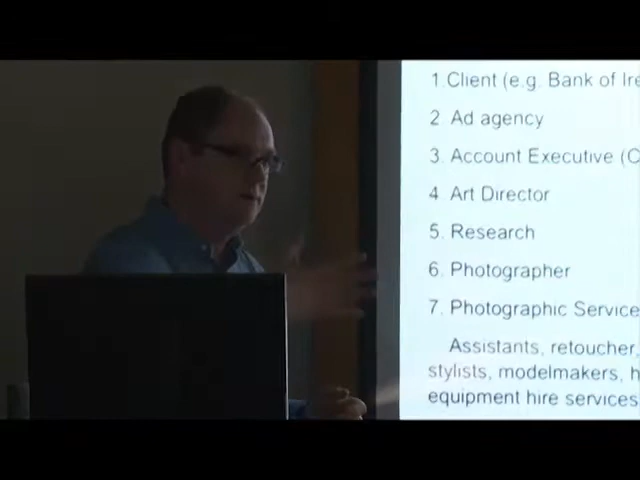 1 Client (e.g. Bank of Ire
2 Ad agency
3. Account Executive (C
4 Art Director
5. Research
6. Photographer
7. Photographic Service
Assistants, retoucher,
stylists, modelmakers, h
equipment hire services